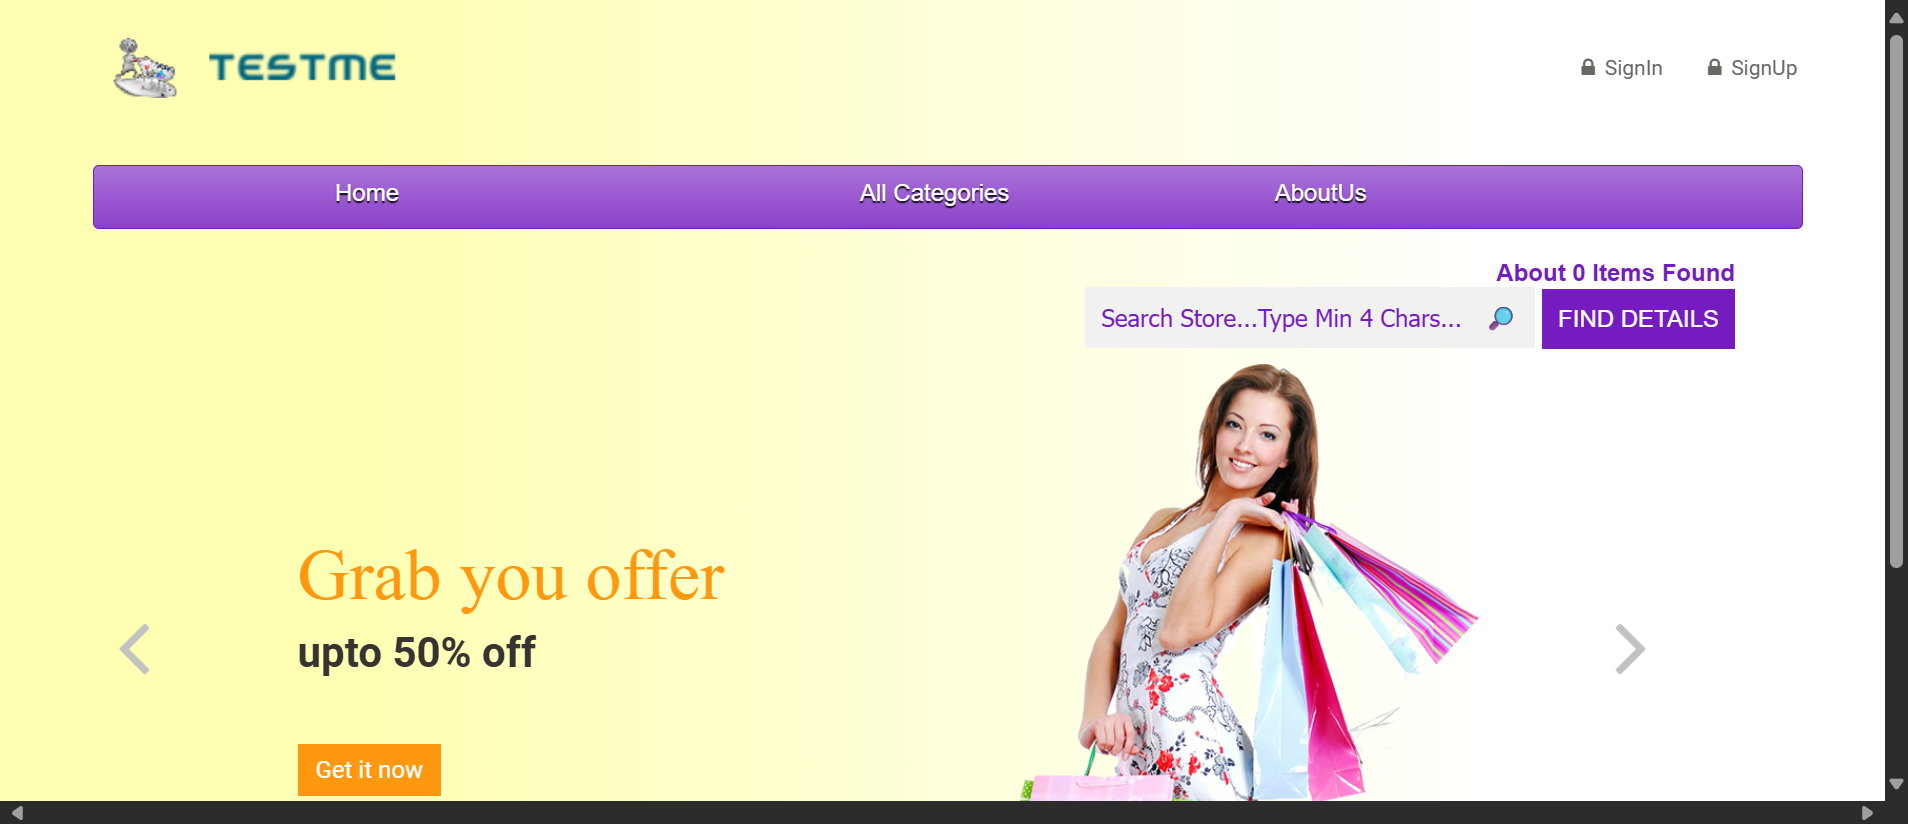 TESTME
SignIn
SignUp
Home
All Categories
AboutUs
About 0 Items Found
Search Store...Type Min 4 Chars...
FIND DETAILS
Grab you offer
upto 50% off
Get it now